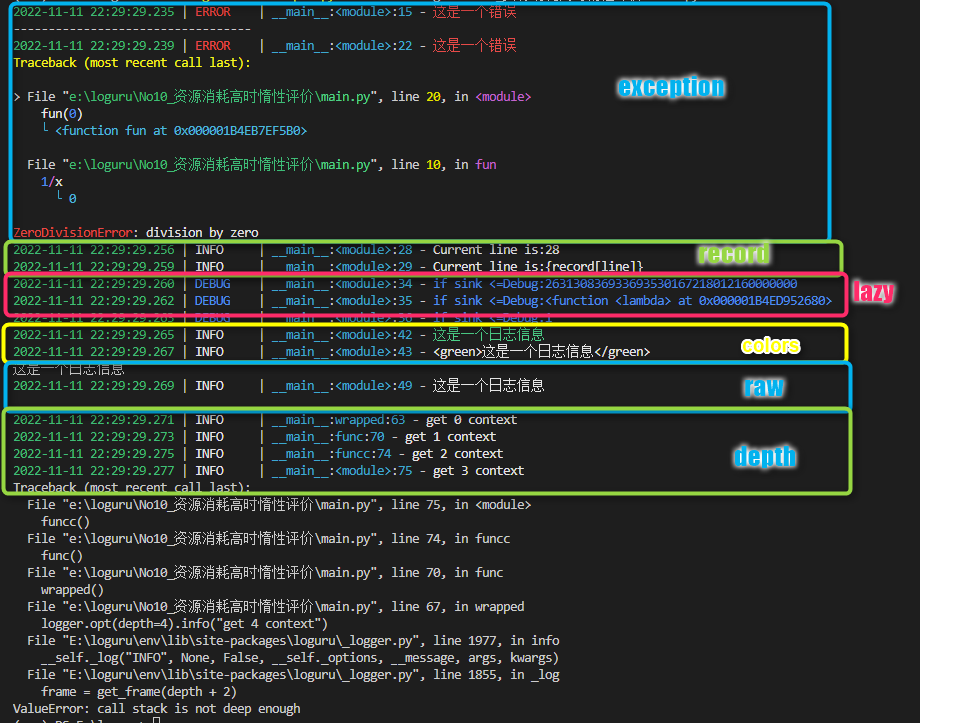 2022-11-11 22:29:29.235 | ERROR    | __main__:<module>:15 - 这是一个错误
----------------------------------
2022-11-11 22:29:29.239 | ERROR    | __main__:<module>:22 - 这是一个错误
Traceback (most recent call last):
exception
> File "e:\loguru\No10_资源消耗高时惰性评价\main.py", line 20, in <module>
fun(0)
└ <function fun at 0x000001B4EB7EF5B0>
File "e:\loguru\No10_资源消耗高时惰性评价\main.py", line 10, in fun
1/x
└ 0
ZeroDivisionError: division by zero
2022-11-11 22:29:29.256 | INFO     | __main__:<module>:28 - Current line is:28
record
2022-11-11 22:29:29.259 | INFO     | __main__:<module>:29 - Current line is:{record[line]}
2022-11-11 22:29:29.260 | DEBUG    | __main__:<module>:34 - if sink <=Debug:263130836933693530167218012160000000
lazy
2022-11-11 22:29:29.262 | DEBUG    | __main__:<module>:35 - if sink <=Debug:<function <lambda> at 0x000001B4ED952680>
2022-11-11 22:29:29.265 | INFO     | __main__:<module>:42 - 这是一个日志信息
colors
2022-11-11 22:29:29.267 | INFO     | __main__:<module>:43 - <green>这是一个日志信息</green>
这是一个日志信息
2022-11-11 22:29:29.269 | INFO     | __main__:<module>:49 - 这是一个日志信息
raw
2022-11-11 22:29:29.271 | INFO     | __main__:wrapped:63 - get 0 context
2022-11-11 22:29:29.273 | INFO     | __main__:func:70 - get 1 context
2022-11-11 22:29:29.275 | INFO     | __main__:funcc:74 - get 2 context
depth
2022-11-11 22:29:29.277 | INFO     | __main__:<module>:75 - get 3 context
Traceback (most recent call last):
File "e:\loguru\No10_资源消耗高时惰性评价\main.py", line 75, in <module>
funcc()
File "e:\loguru\No10_资源消耗高时惰性评价\main.py", line 74, in funcc
func()
File "e:\loguru\No10_资源消耗高时惰性评价\main.py", line 70, in func
wrapped()
File "e:\loguru\No10_资源消耗高时惰性评价\main.py", line 67, in wrapped
logger.opt(depth=4).info("get 4 context")
File "E:\loguru\env\lib\site-packages\loguru\_logger.py", line 1977, in info
__self._log("INFO", None, False, __self._options, __message, args, kwargs)
File "E:\loguru\env\lib\site-packages\loguru\_logger.py", line 1855, in _log
frame = get_frame(depth + 2)
ValueError: call stack is not deep enough